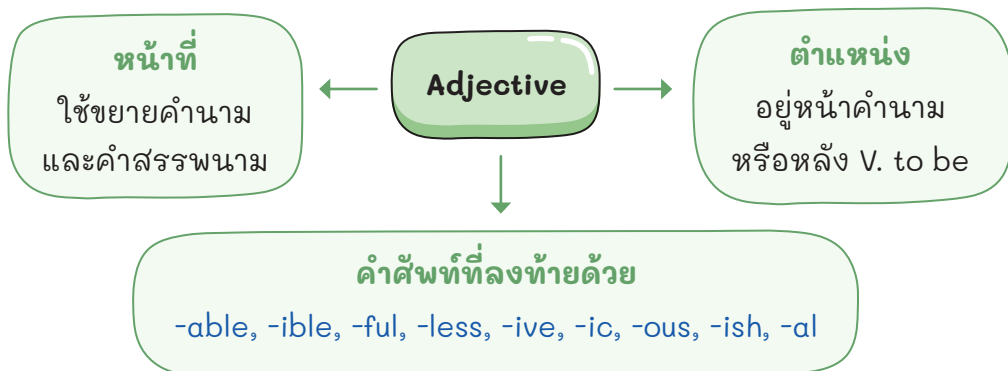 หน้าที่
ใช้ขยายคำนาม
และคำสรรพนาม
Adjective
ตำแหน่ง
อยู่หน้าคำนาม
หรือหลัง V. to be
คำศัพท์ที่ลงท้ายด้วย
-able, -ible, -ful, -less, -ive, -ic, -ous, -ish, -al